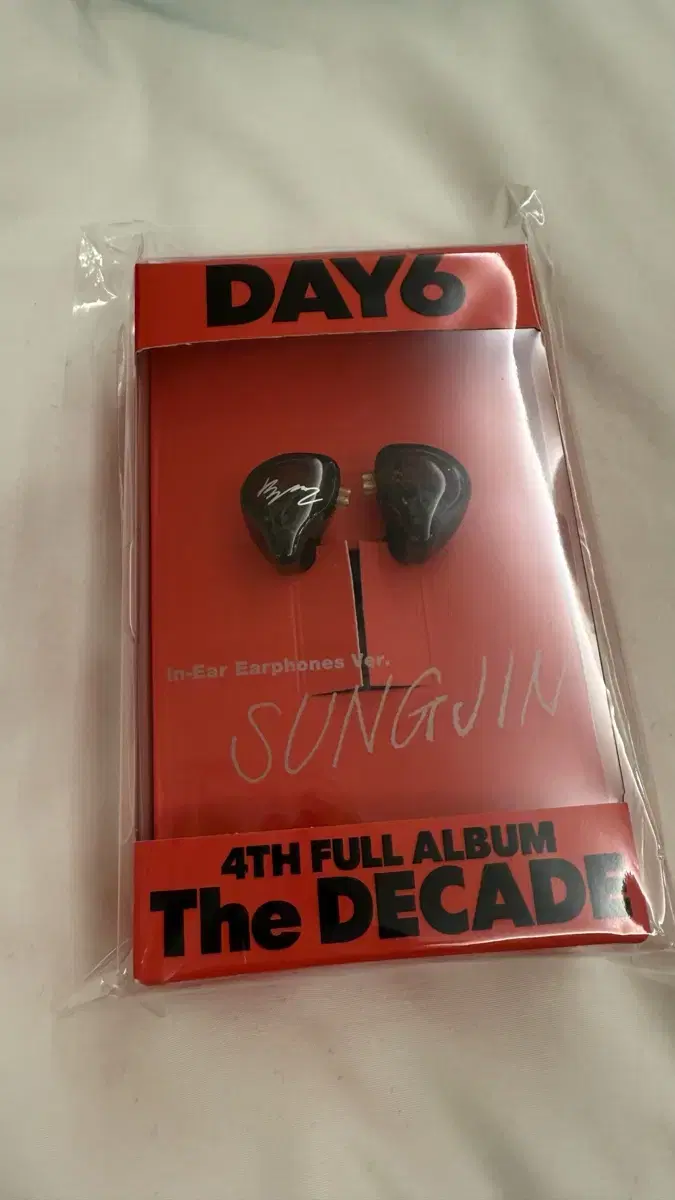 DAY6
In-Ear Earphones Ver.
SUNGJIN
4TH FULL ALBUM
The DECADE